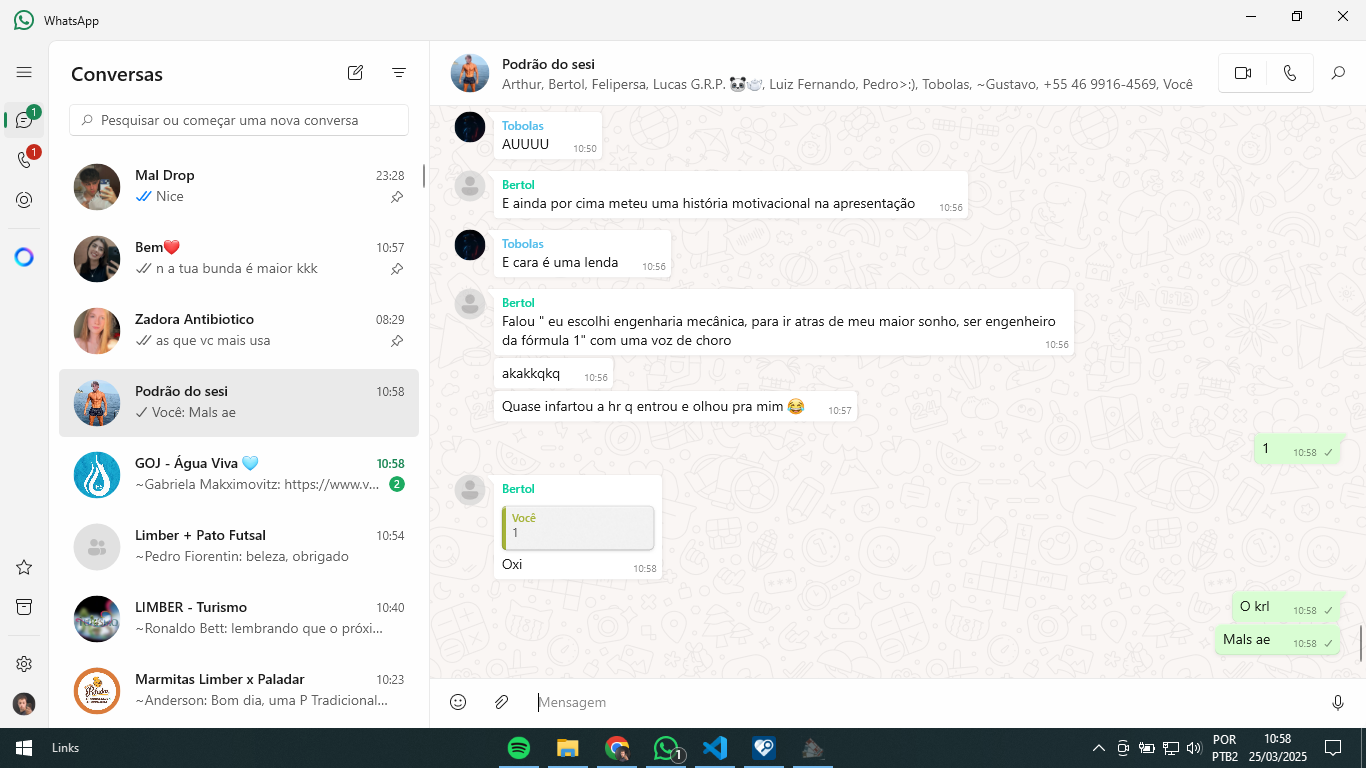 WhatsApp
1
1
Conversas
Pesquisar ou começar uma nova conversa
Mal Drop 23:28
Nice
Bem❤️ 10:57
n a tua bunda é maior kkk
Zadora Antibiotico 08:29
as que vc mais usa
Podrão do sesi 10:58
Você: Mals ae
GOJ - Água Viva 🩵 10:58
~Gabriela Makximovitz: https://www.v... 2
Limber + Pato Futsal 10:54
~Pedro Fiorentin: beleza, obrigado
LIMBER - Turismo 10:40
~Ronaldo Bett: lembrando que o próxi...
Marmitas Limber x Paladar 10:23
~Anderson: Bom dia, uma P Tradicional...
Podrão do sesi
Arthur, Bertol, Felipersa, Lucas G.R.P. 🐼🍚, Luiz Fernando, Pedro>:), Tobolas, ~Gustavo, +55 46 9916-4569, Você
Tobolas
AUUUU 10:50
Bertol
E ainda por cima meteu uma história motivacional na apresentação 10:56
Tobolas
E cara é uma lenda 10:56
Bertol
Falou " eu escolhi engenharia mecânica, para ir atras de meu maior sonho, ser engenheiro
da fórmula 1" com uma voz de choro 10:56
akakkqkq 10:56
Quase infartou a hr q entrou e olhou pra mim 😂 10:57
1 10:58
Bertol
Você
1
Oxi 10:58
O krl 10:58
Mals ae 10:58
Mensagem
Links
1
POR
PTB2
10:58
25/03/2025